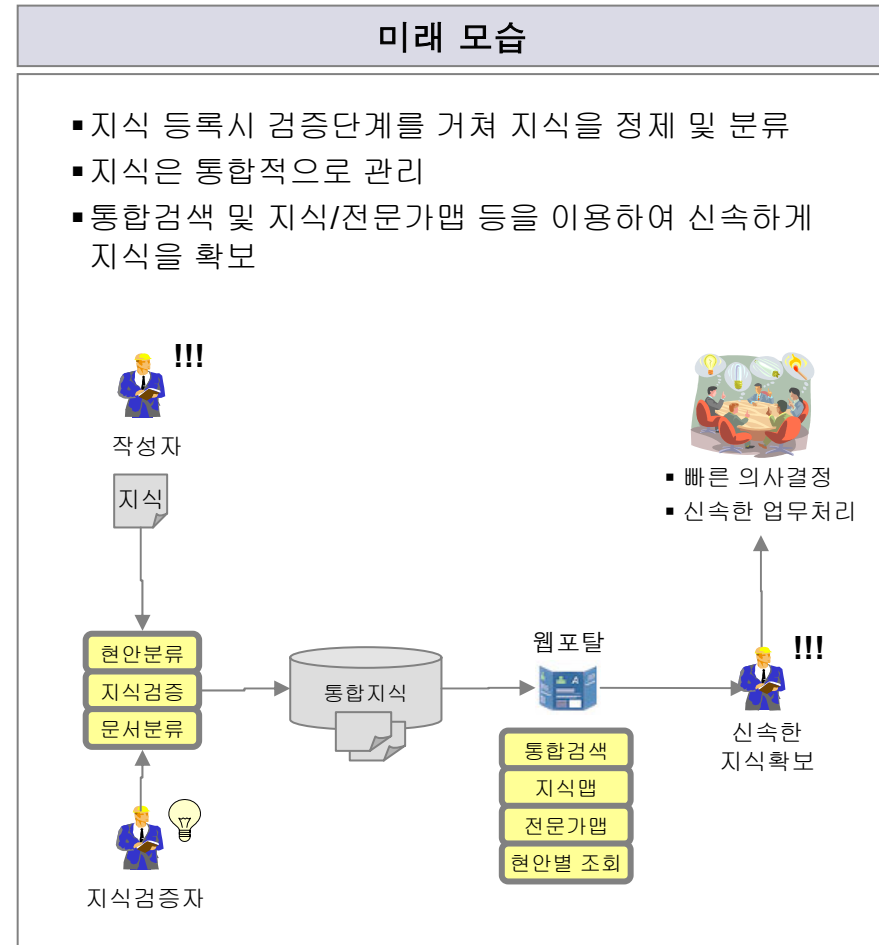 미래 모습
▪지식 등록시 검증단계를 거쳐 지식을 정제 및 분류
▪지식은 통합적으로 관리
▪통합검색 및 지식/전문가맵 등을 이용하여 신속하게
지식을 확보
!!!
작성자
지식
▪ 빠른 의사결정
▪ 신속한 업무처리
현안분류
지식검증
문서분류
통합지식
웹포탈
!!!
신속한
지식확보
통합검색
지식맵
전문가맵
현안별 조회
지식검증자